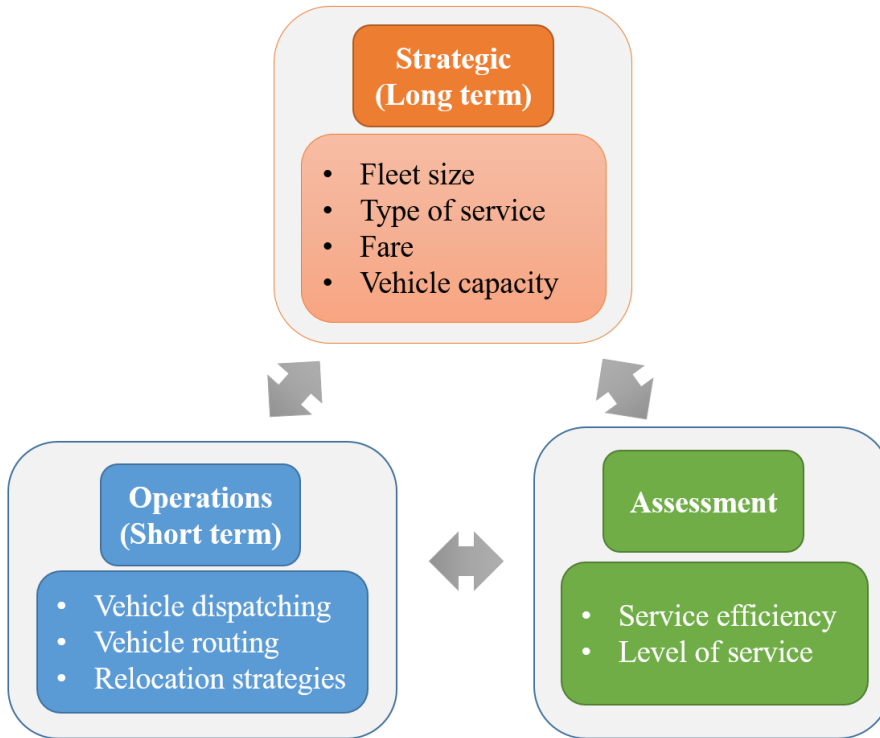 Strategic
(Long term)
• Fleet size
• Type of service
• Fare
• Vehicle capacity
Operations
(Short term)
• Vehicle dispatching
• Vehicle routing
• Relocation strategies
Assessment
• Service efficiency
• Level of service